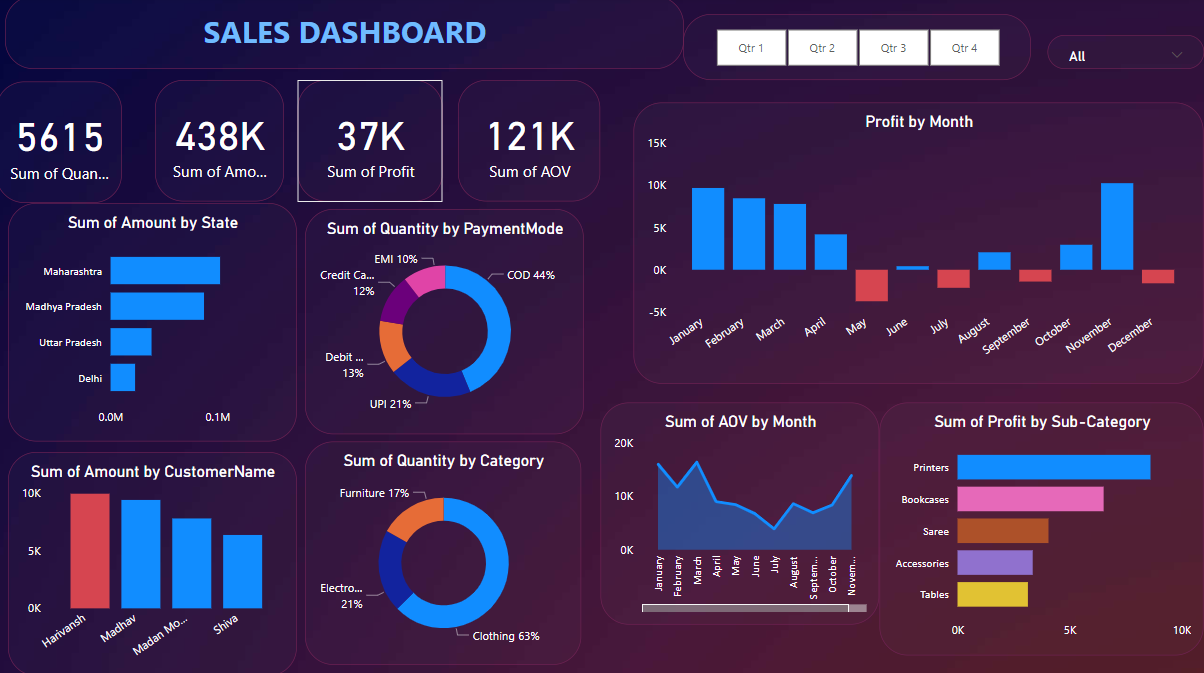 SALES DASHBOARD
Qtr 1
Qtr 2
Qtr 3
Qtr 4
All
5615
Sum of Quan...
438K
Sum of Amo...
37K
Sum of Profit
121K
Sum of AOV
Profit by Month
15K
10K
5K
0K
-5K
January
February
March
April
May
June
July
August
September
October
November
December
Sum of Amount by State
Maharashtra
Madhya Pradesh
Uttar Pradesh
Delhi
0.0M
0.1M
Sum of Quantity by PaymentMode
EMI 10%
Credit Ca...
12%
COD 44%
Debit ...
13%
UPI 21%
Sum of Amount by CustomerName
10K
5K
0K
Harivansh
Madhav
Madan Mo...
Shiva
Sum of Quantity by Category
Furniture 17%
Electro...
21%
Clothing 63%
Sum of AOV by Month
20K
10K
0K
January
February
March
April
May
June
July
August
Septem...
October
Novem...
Sum of Profit by Sub-Category
Printers
Bookcases
Saree
Accessories
Tables
0K
5K
10K